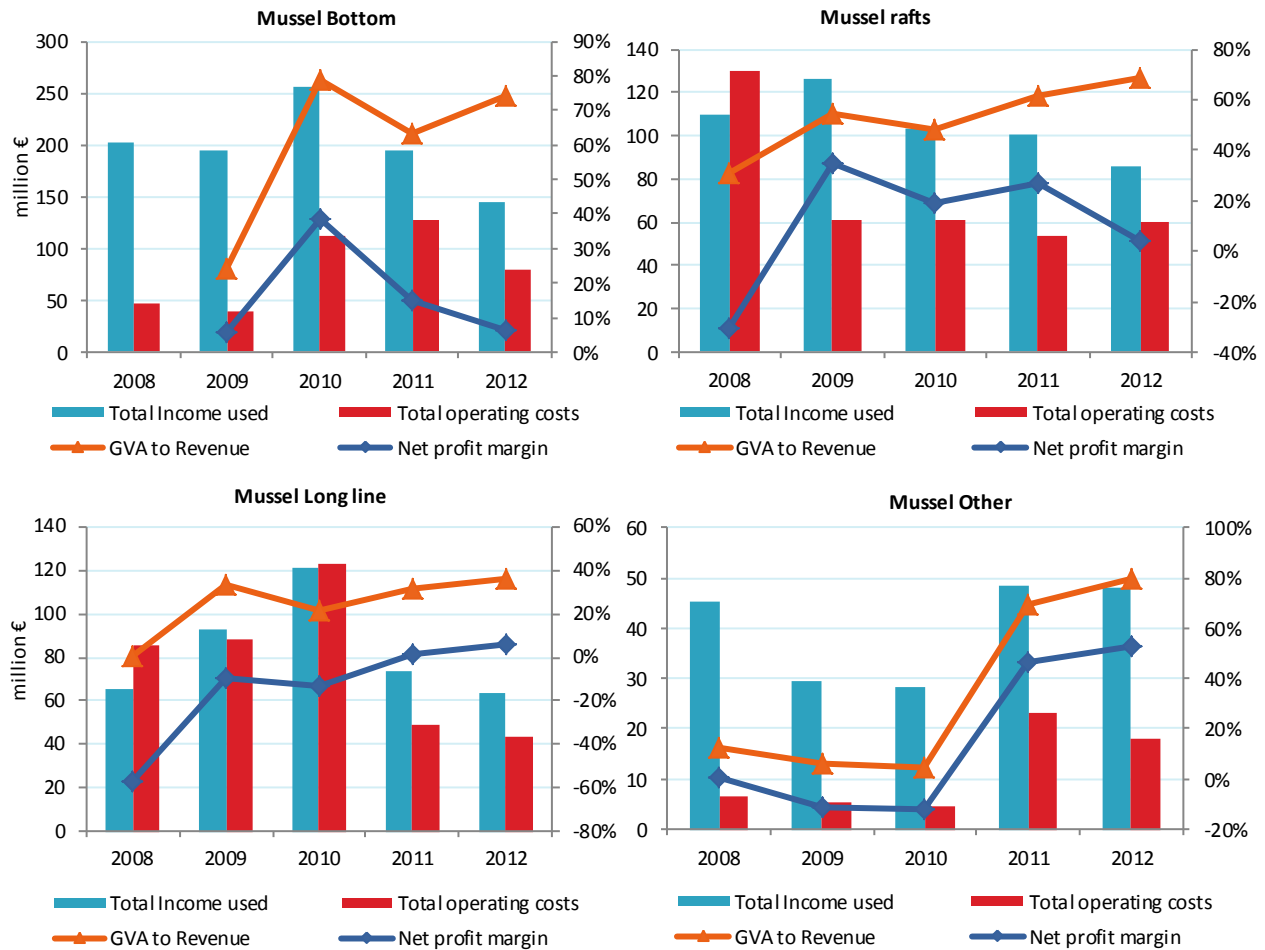 Mussel Bottom
300 90%
80%
250
70%
200 60%
50%
150
40%
100 30%
20%
50
10%
0 0%
million €
2008 2009 2010 2011 2012
Total Income used Total operating costs
GVA to Revenue Net profit margin
Mussel rafts
140 80%
120 60%
100 40%
80
20%
60
0%
40
20 -20%
0 -40%
2008 2009 2010 2011 2012
Total Income used Total operating costs
GVA to Revenue Net profit margin
Mussel Long line
140 60%
120 40%
100 20%
80 0%
60 -20%
40 -40%
20 -60%
0 -80%
million €
2008 2009 2010 2011 2012
Total Income used Total operating costs
GVA to Revenue Net profit margin
Mussel Other
60 100%
50 80%
40 60%
30 40%
20 20%
10 0%
0 -20%
2008 2009 2010 2011 2012
Total Income used Total operating costs
GVA to Revenue Net profit margin